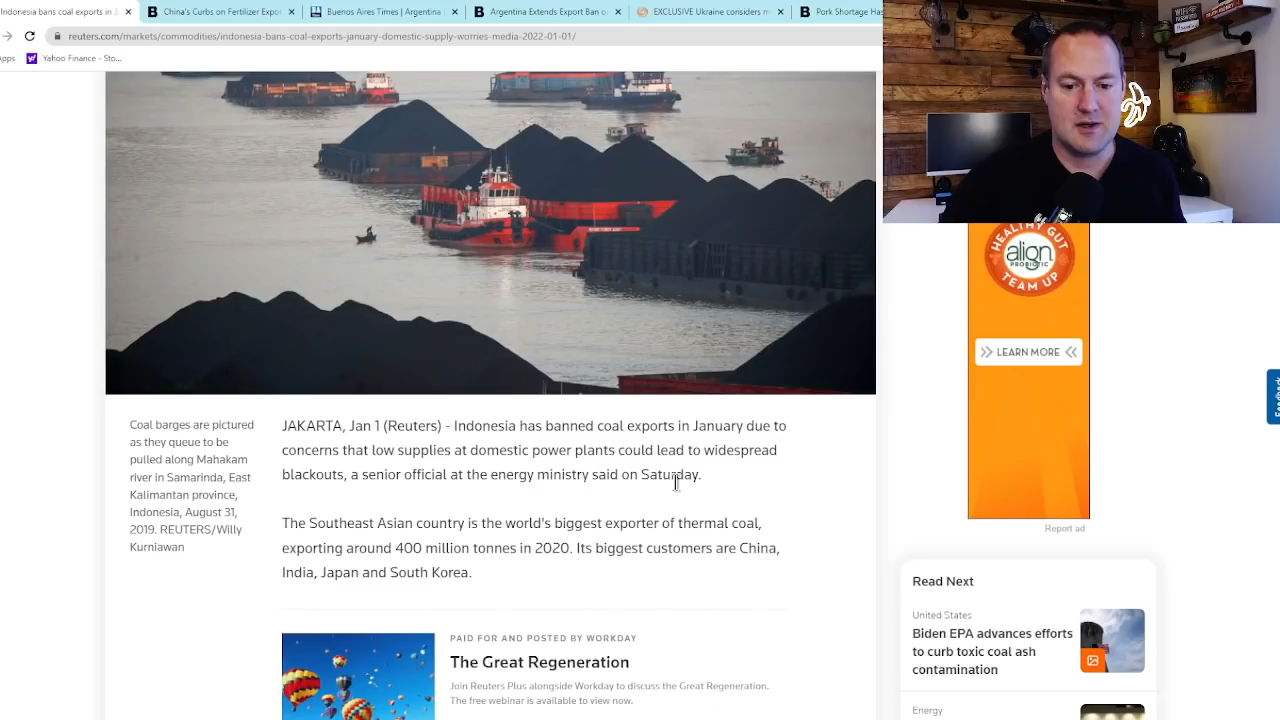 Indonesia bans coal exports in Ja
China's Curbs on Fertilizer Expor
Buenos Aires Times | Argentina
Argentina Extends Export Ban o
EXCLUSIVE Ukraine considers m
Pork Shortage Has
reuters.com/markets/commodities/indonesia-bans-coal-exports-january-domestic-supply-worries-media-2022-01-01/
Apps
Yahoo Finance - Sto...
WiFi
PASSWORD
HEALTHY GUT
align
PROBIOTIC
TEAM UP
LEARN MORE
Report ad
Feedback
Coal barges are pictured
as they queue to be
pulled along Mahakam
river in Samarinda, East
Kalimantan province,
Indonesia, August 31,
2019. REUTERS/Willy
Kurniawan
JAKARTA, Jan 1 (Reuters) - Indonesia has banned coal exports in January due to
concerns that low supplies at domestic power plants could lead to widespread
blackouts, a senior official at the energy ministry said on Saturday.
The Southeast Asian country is the world's biggest exporter of thermal coal,
exporting around 400 million tonnes in 2020. Its biggest customers are China,
India, Japan and South Korea.
PAID FOR AND POSTED BY WORKDAY
The Great Regeneration
Join Reuters Plus alongside Workday to discuss the Great Regeneration.
The free webinar is available to view now.
Read Next
United States
Biden EPA advances efforts
to curb toxic coal ash
contamination
Energy